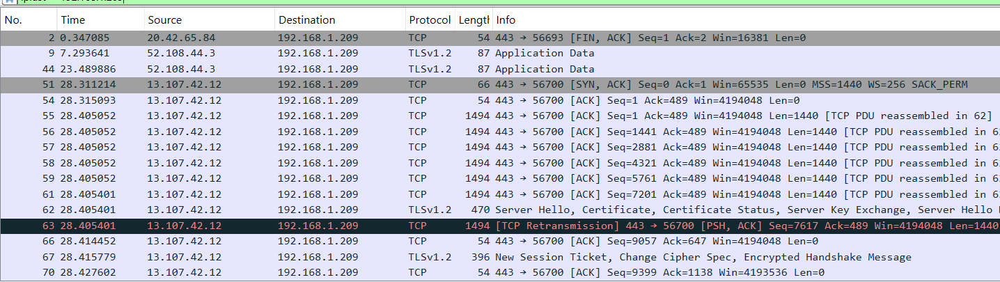 No. Time Source Destination Protocol Length Info
2 0.347085 20.42.65.84 192.168.1.209 TCP 54 443 → 56693 [FIN, ACK] Seq=1 Ack=2 Win=16381 Len=0
9 7.293641 52.108.44.3 192.168.1.209 TLSv1.2 87 Application Data
44 23.489886 52.108.44.3 192.168.1.209 TLSv1.2 87 Application Data
51 28.311214 13.107.42.12 192.168.1.209 TCP 66 443 → 56700 [SYN, ACK] Seq=0 Ack=1 Win=65535 Len=0 MSS=1440 WS=256 SACK_PERM
54 28.315093 13.107.42.12 192.168.1.209 TCP 54 443 → 56700 [ACK] Seq=1 Ack=489 Win=4194048 Len=0
55 28.405052 13.107.42.12 192.168.1.209 TCP 1494 443 → 56700 [ACK] Seq=1 Ack=489 Win=4194048 Len=1440 [TCP PDU reassembled in 62]
56 28.405052 13.107.42.12 192.168.1.209 TCP 1494 443 → 56700 [ACK] Seq=1441 Ack=489 Win=4194048 Len=1440 [TCP PDU reassembled in
57 28.405052 13.107.42.12 192.168.1.209 TCP 1494 443 → 56700 [ACK] Seq=2881 Ack=489 Win=4194048 Len=1440 [TCP PDU reassembled in
58 28.405052 13.107.42.12 192.168.1.209 TCP 1494 443 → 56700 [ACK] Seq=4321 Ack=489 Win=4194048 Len=1440 [TCP PDU reassembled in
59 28.405052 13.107.42.12 192.168.1.209 TCP 1494 443 → 56700 [ACK] Seq=5761 Ack=489 Win=4194048 Len=1440 [TCP PDU reassembled in
61 28.405401 13.107.42.12 192.168.1.209 TCP 1494 443 → 56700 [ACK] Seq=7201 Ack=489 Win=4194048 Len=1440 [TCP PDU reassembled in
62 28.405401 13.107.42.12 192.168.1.209 TLSv1.2 470 Server Hello, Certificate, Certificate Status, Server Key Exchange, Server Hello
63 28.405401 13.107.42.12 192.168.1.209 TCP 1494 [TCP Retransmission] 443 → 56700 [PSH, ACK] Seq=7617 Ack=489 Win=4194048 Len=1440
66 28.414452 13.107.42.12 192.168.1.209 TCP 54 443 → 56700 [ACK] Seq=9057 Ack=647 Win=4194048 Len=0
67 28.415779 13.107.42.12 192.168.1.209 TLSv1.2 396 New Session Ticket, Change Cipher Spec, Encrypted Handshake Message
70 28.427602 13.107.42.12 192.168.1.209 TCP 54 443 → 56700 [ACK] Seq=9399 Ack=1138 Win=4193536 Len=0